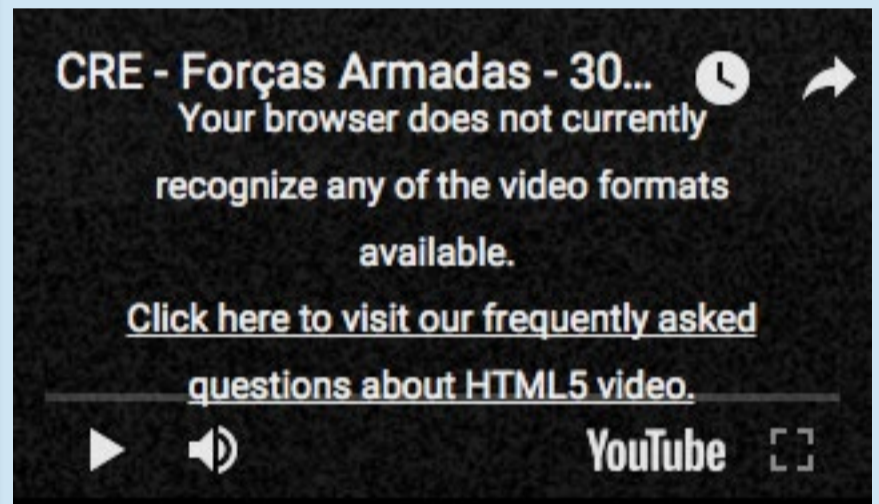 CRE - Forças Armadas - 30...
Your browser does not currently
recognize any of the video formats
available.
Click here to visit our frequently asked
questions about HTML5 video.
YouTube